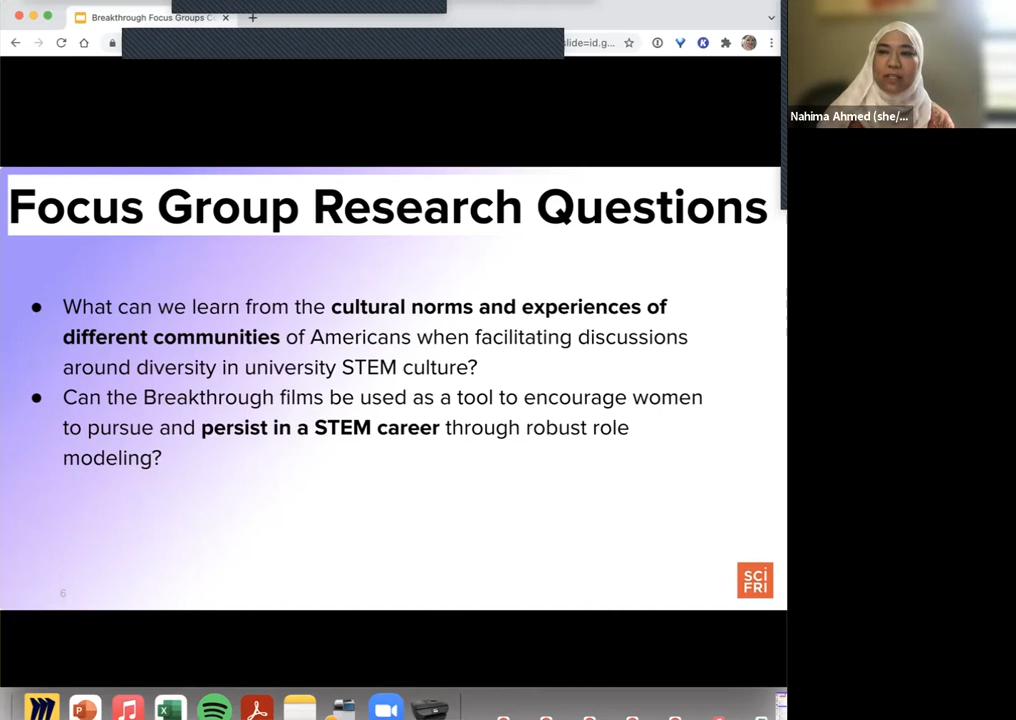 Breakthrough Focus Groups C
slide=id.g...
Nahima Ahmed (she/...
Focus Group Research Questions
● What can we learn from the cultural norms and experiences of
different communities of Americans when facilitating discussions
around diversity in university STEM culture?
● Can the Breakthrough films be used as a tool to encourage women
to pursue and persist in a STEM career through robust role
modeling?
6
SCI
FRI